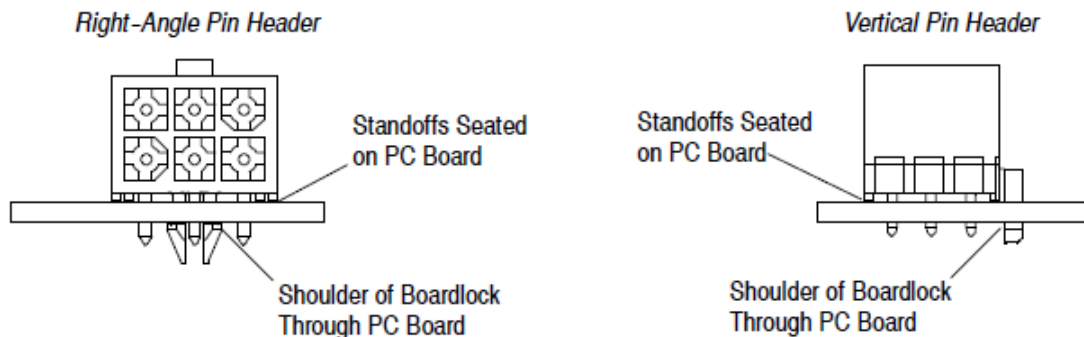 Right-Angle Pin Header
Vertical Pin Header
Standoffs Seated
on PC Board
Standoffs Seated
on PC Board
Shoulder of Boardlock
Through PC Board
Shoulder of Boardlock
Through PC Board